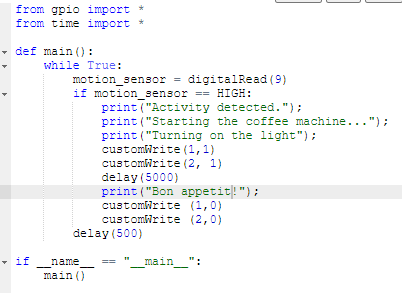 from gpio import *
from time import *
def main():
while True:
motion_sensor = digitalRead(9)
if motion_sensor == HIGH:
print("Activity detected.");
print("Starting the coffee machine...");
print("Turning on the light");
customWrite(1,1)
customWrite(2, 1)
delay(5000)
print("Bon appetit!");
customWrite (1,0)
customWrite (2,0)
delay(500)
if __name__ == "__main__":
main()